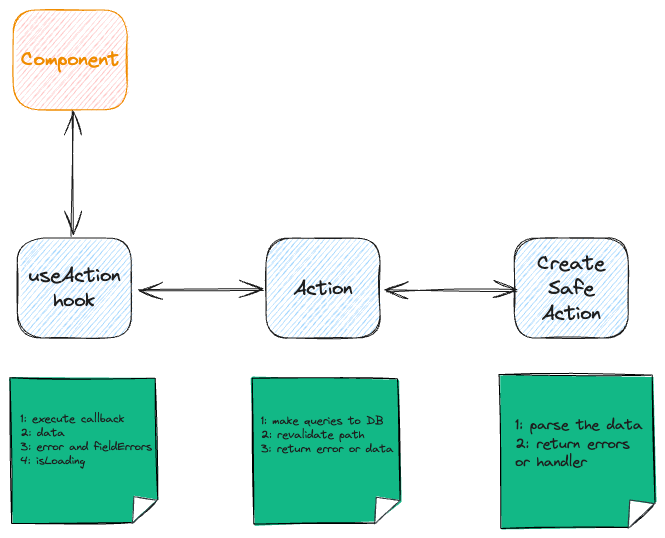 Component
useAction
hook
Action
Create
Safe
Action
1: execute callback
2: data
3: error and fieldErrors
4: isLoading
1: make queries to DB
2: revalidate path
3: return error or data
1: parse the data
2: return errors
or handler